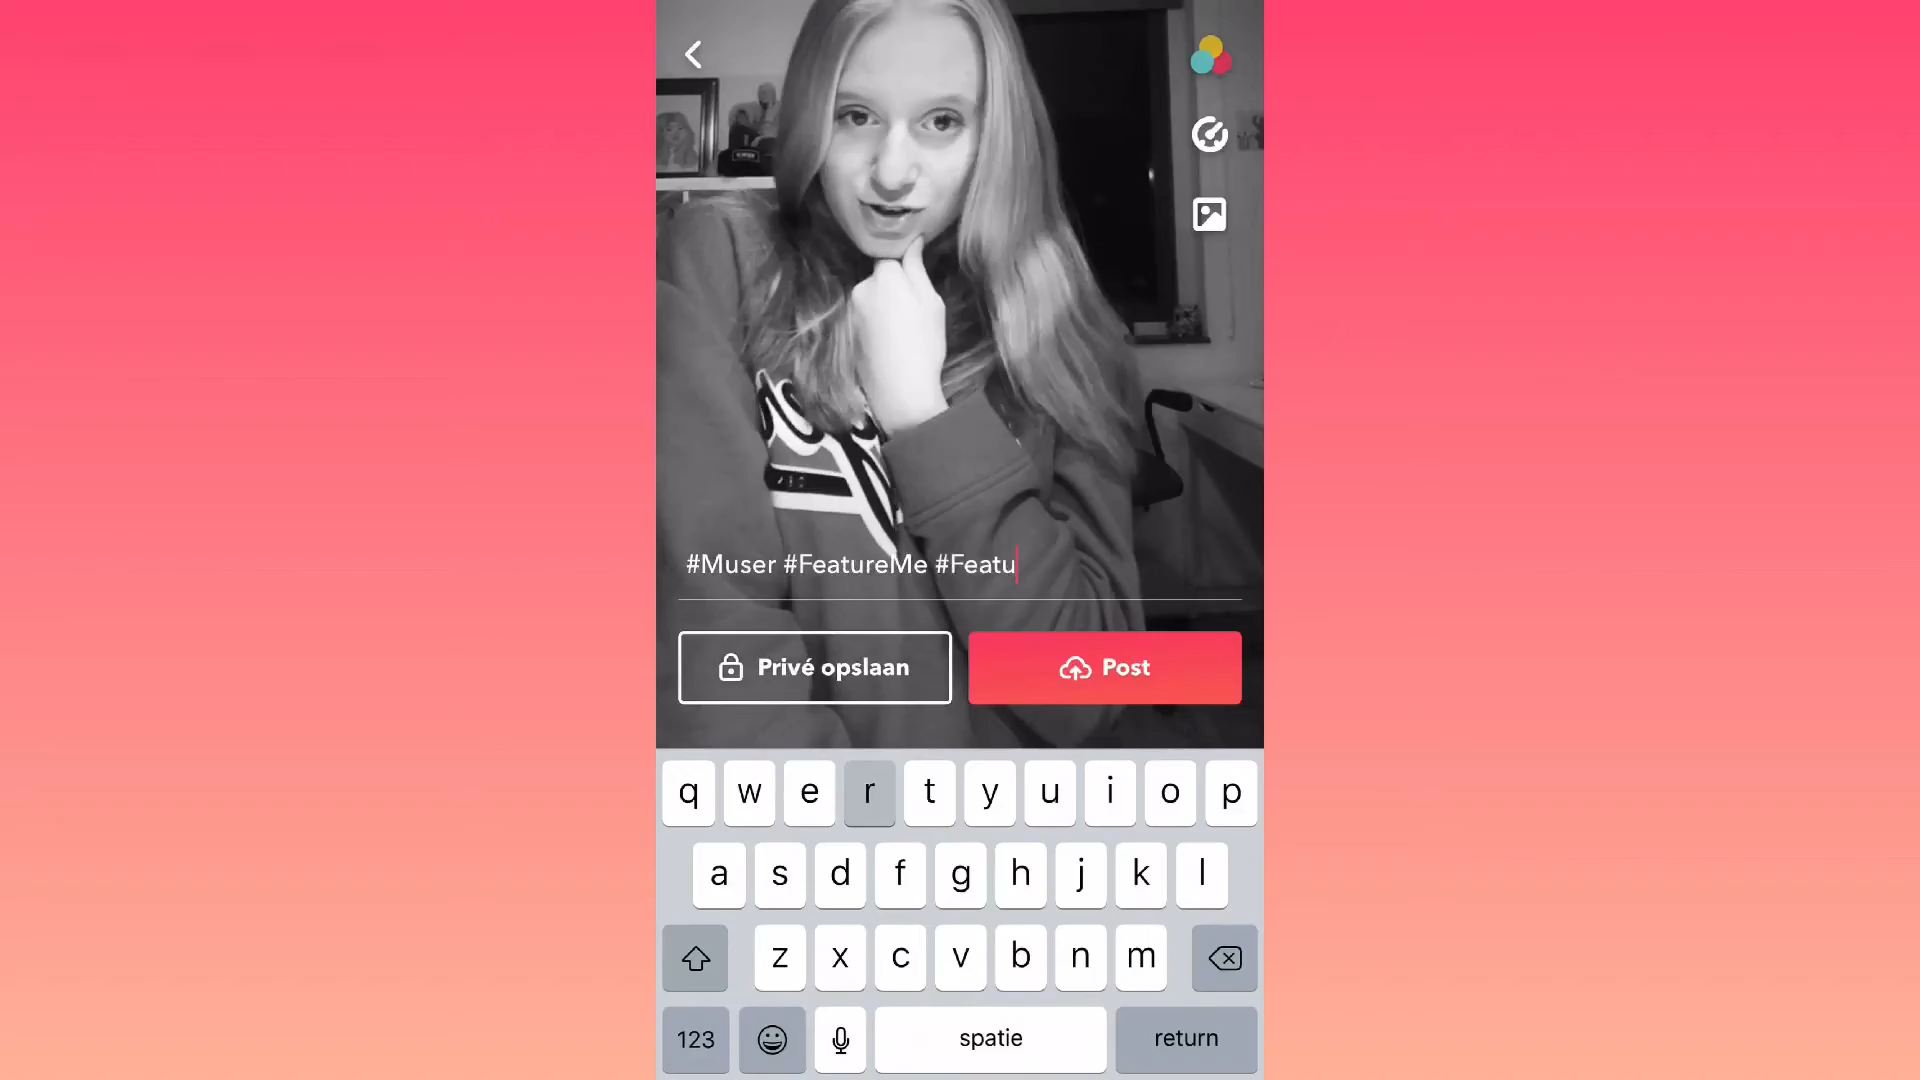 #Muser #FeatureMe #Featu
Privé opslaan
Post
q w e r t y u i o p
a s d f g h j k l
z x c v b n m
123 spatie return